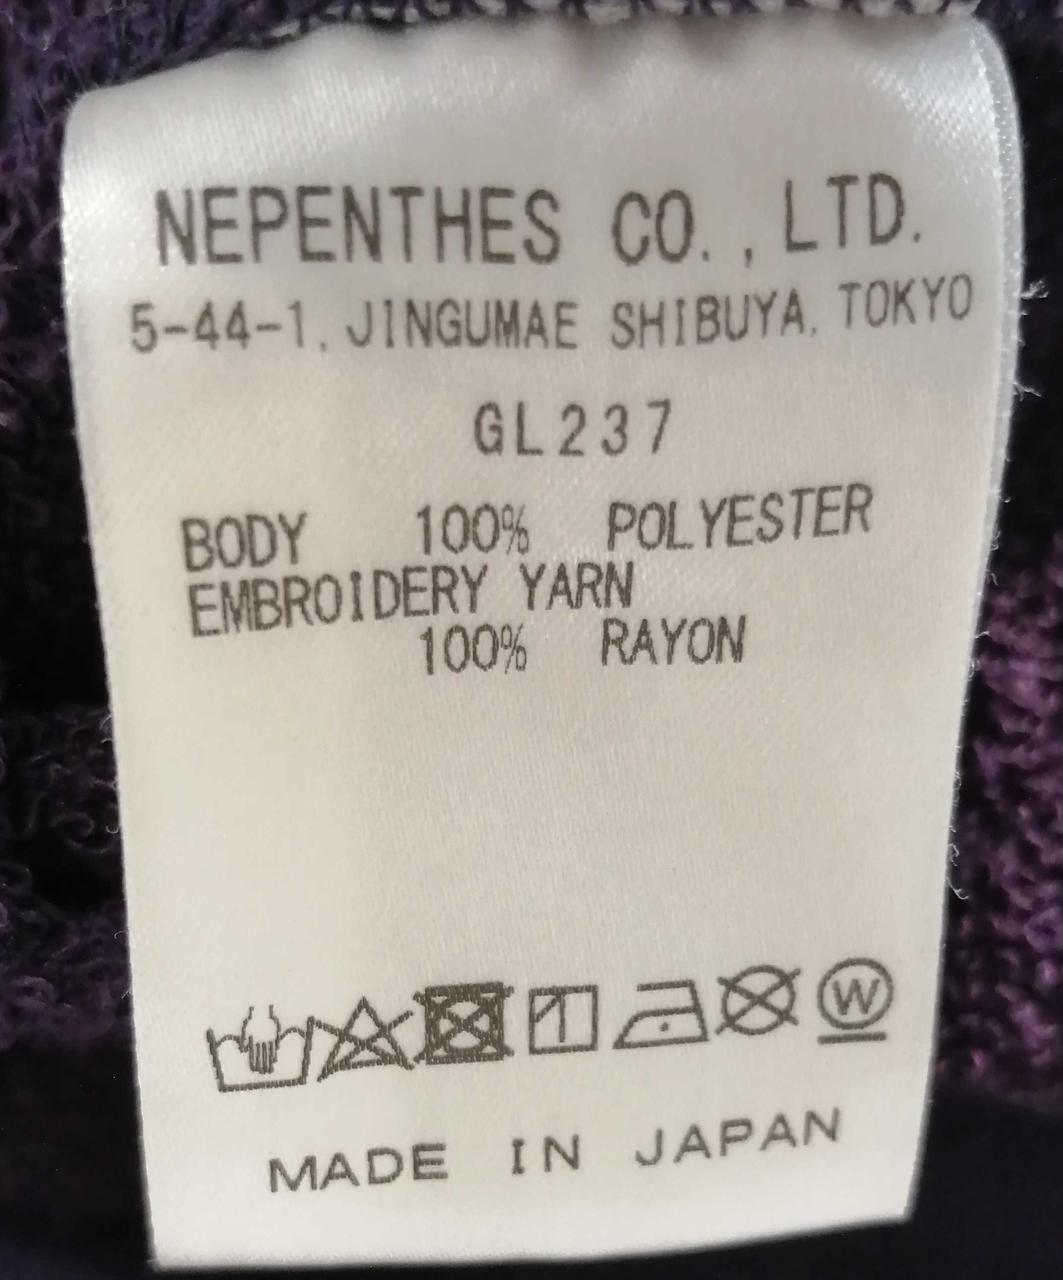 NEPENTHES CO., LTD.
5-44-1, JINGUMAE SHIBUYA, TOKYO
GL237
BODY 100% POLYESTER
EMBROIDERY YARN
100% RAYON
W
MADE IN JAPAN